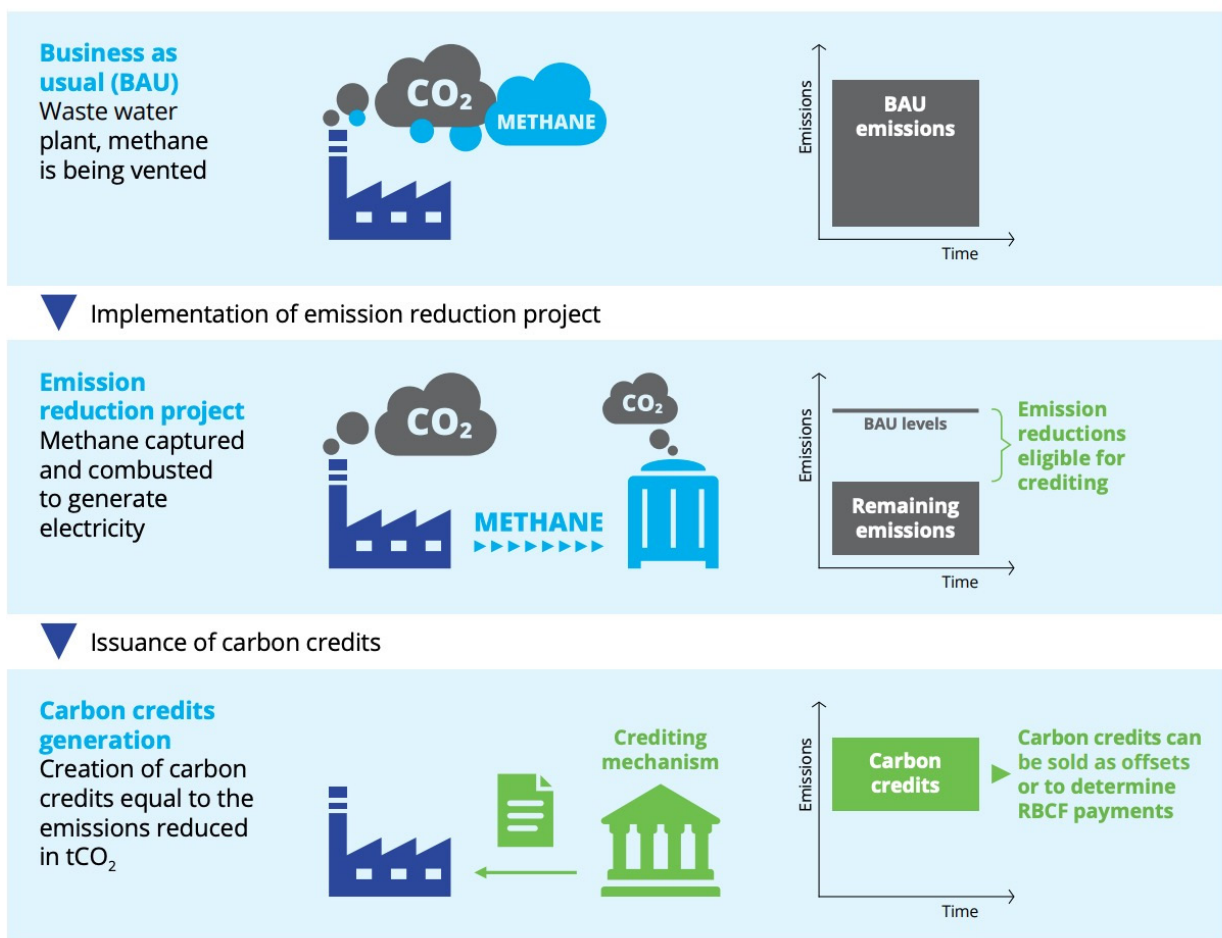 Business as
usual (BAU)
Waste water
plant, methane
is being vented
CO₂
METHANE
Emissions
BAU
emissions
Time
Implementation of emission reduction project
Emission
reduction project
Methane captured
and combusted
to generate
electricity
CO₂
METHANE
CO₂
Emissions
BAU levels
Remaining
emissions
Time
Emission
reductions
eligible for
crediting
Issuance of carbon credits
Carbon credits
generation
Creation of carbon
credits equal to the
emissions reduced
in tCO₂
Crediting
mechanism
Emissions
Carbon
credits
Time
Carbon credits can
be sold as offsets
or to determine
RBCF payments